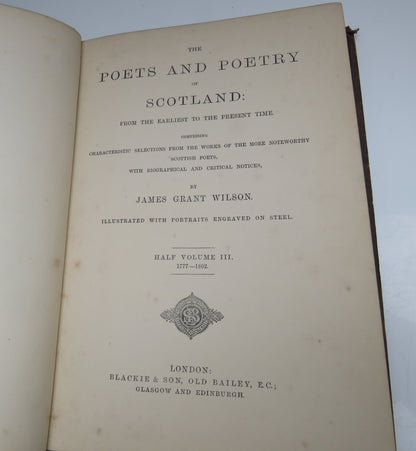 THE
POETS AND POETRY
OF
SCOTLAND:
FROM THE EARLIEST TO THE PRESENT TIME.
COMPRISING
CHARACTERISTIC SELECTIONS FROM THE WORKS OF THE MORE NOTEWORTHY
SCOTTISH POETS,
WITH BIOGRAPHICAL AND CRITICAL NOTICES,
BY
JAMES GRANT WILSON.
ILLUSTRATED WITH PORTRAITS ENGRAVED ON STEEL.
HALF VOLUME III.
1777—1802.
LONDON:
BLACKIE & SON, OLD BAILEY, E.C.;
GLASGOW AND EDINBURGH.